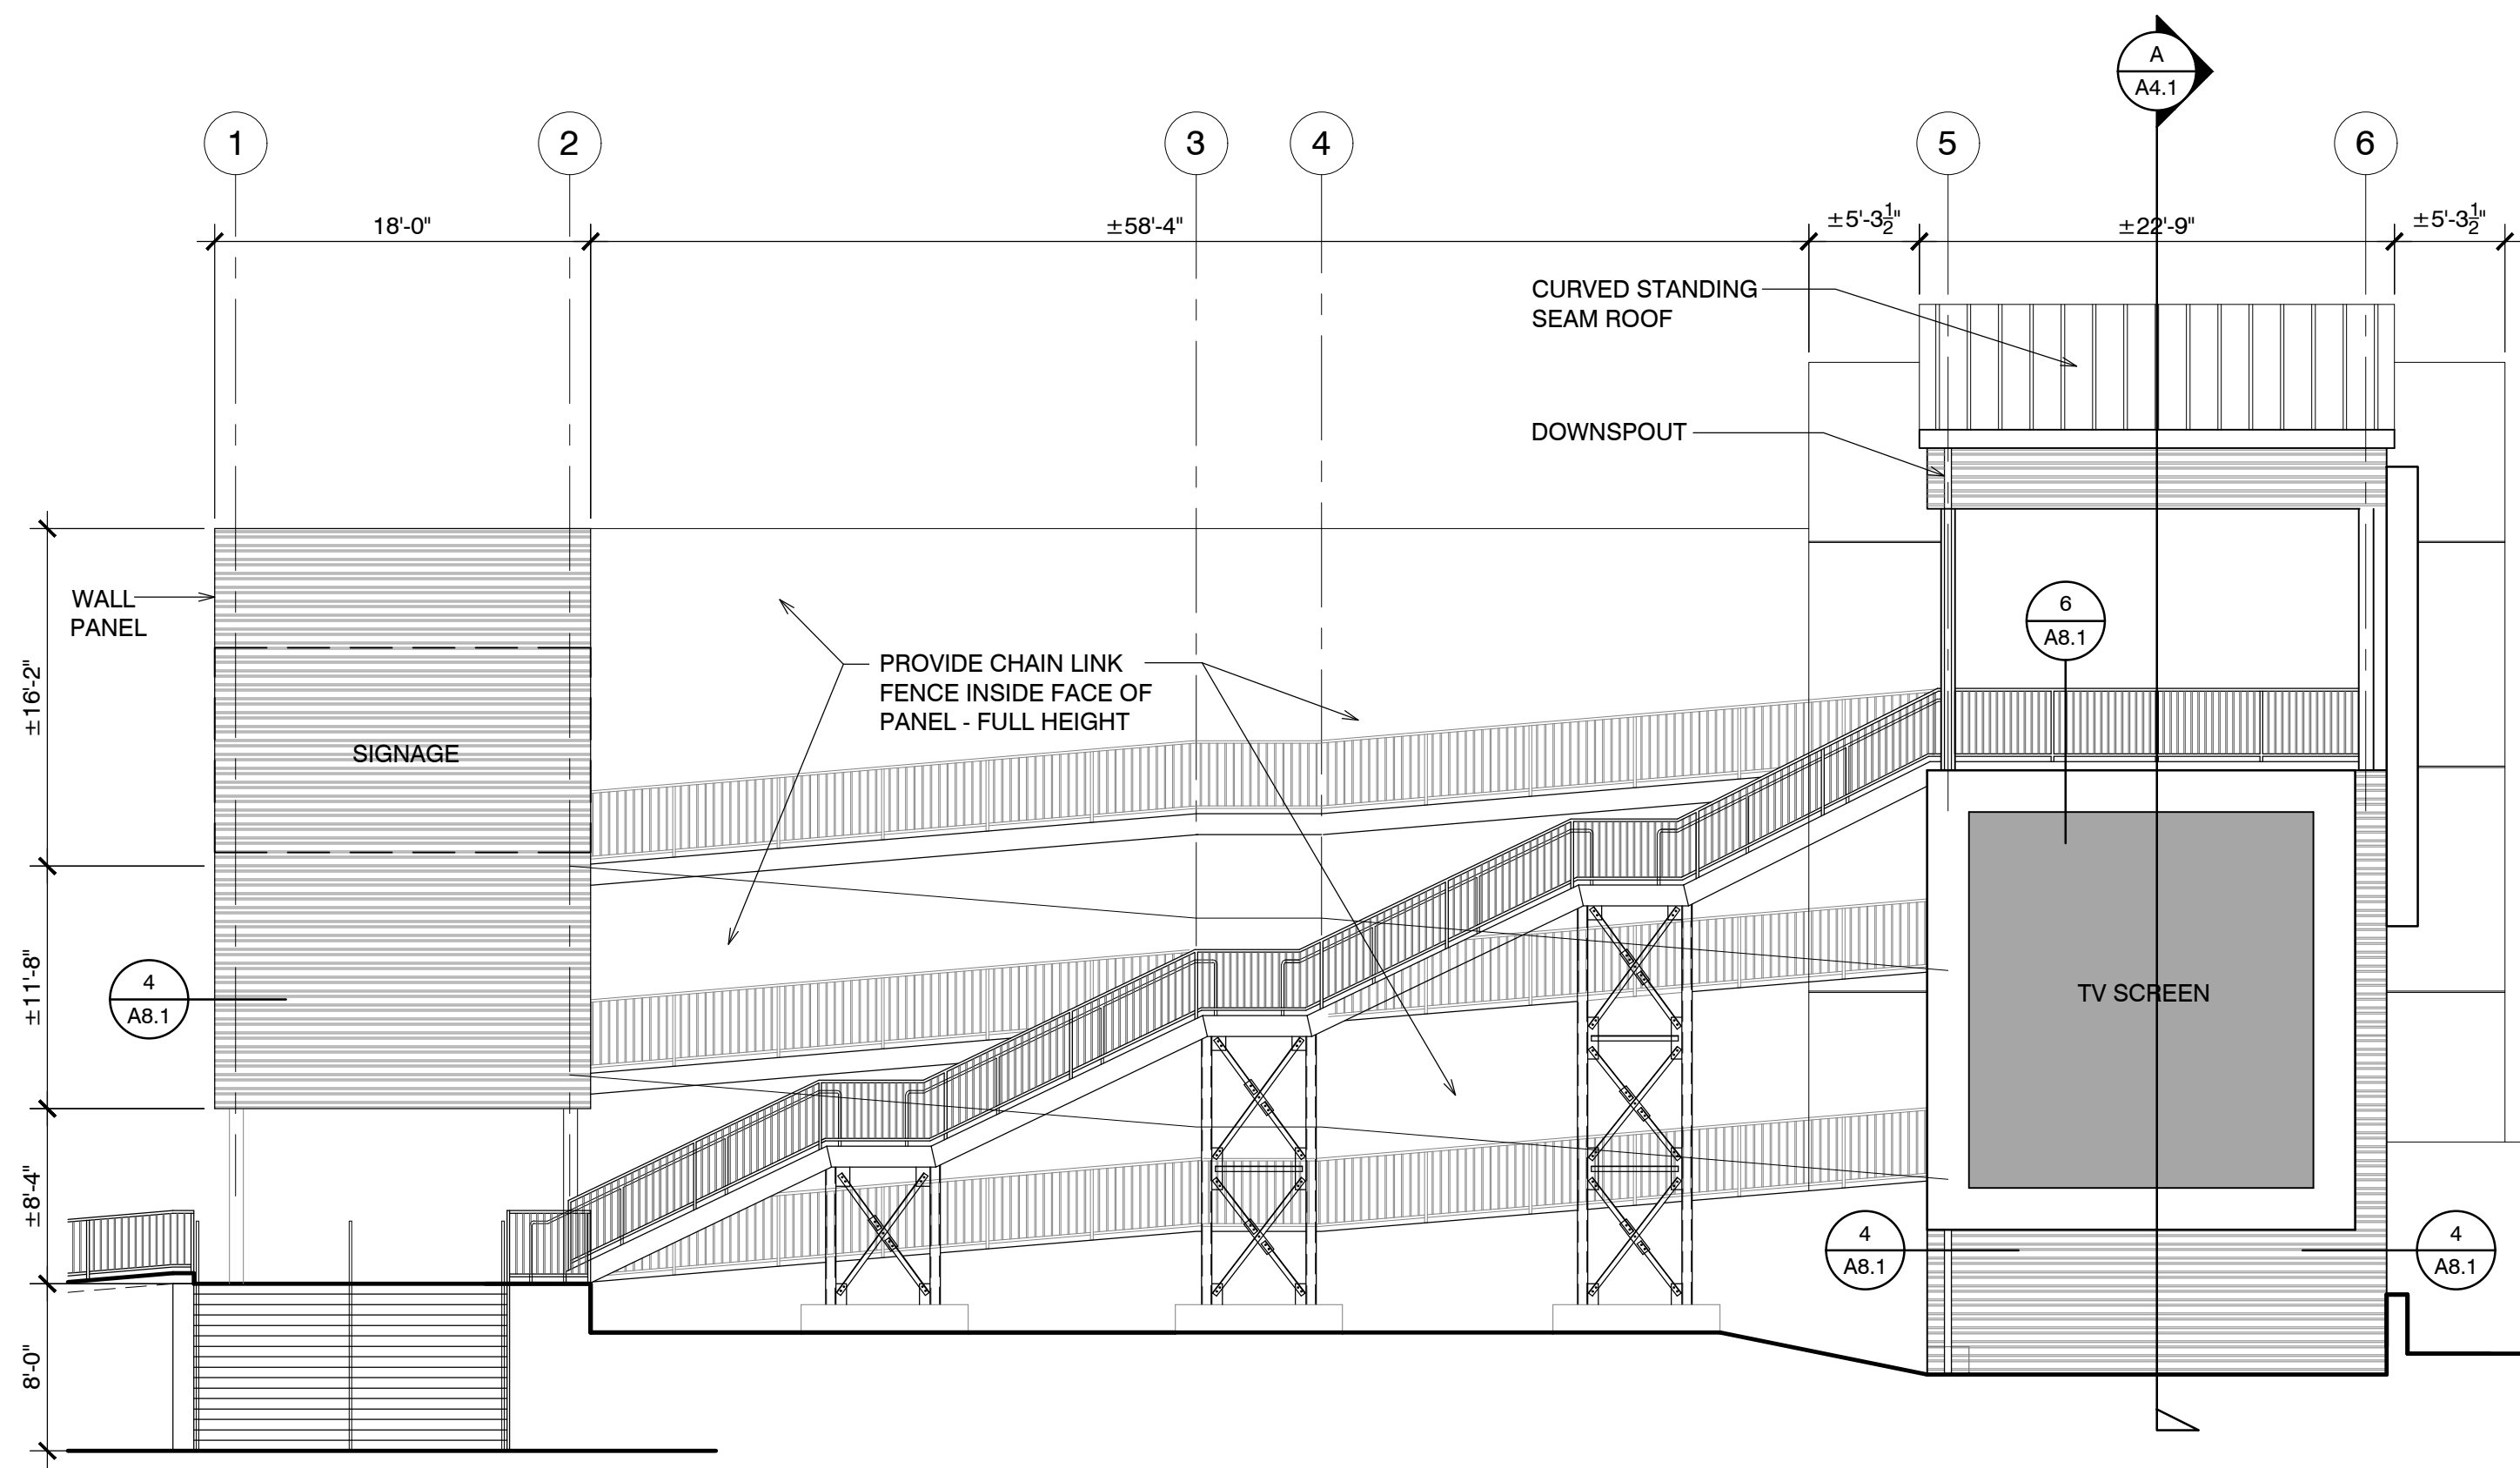 A
A4.1
1
2
3
4
5
6
18'-0"
±58'-4"
±5'-3½"
±22'-9"
±5'-3½"
CURVED STANDING
SEAM ROOF
DOWNSPOUT
WALL
PANEL
6
A8.1
±16'-2"
PROVIDE CHAIN LINK
FENCE INSIDE FACE OF
PANEL - FULL HEIGHT
SIGNAGE
±11'-8"
4
A8.1
TV SCREEN
±8'-4"
4
A8.1
4
A8.1
8'-0"